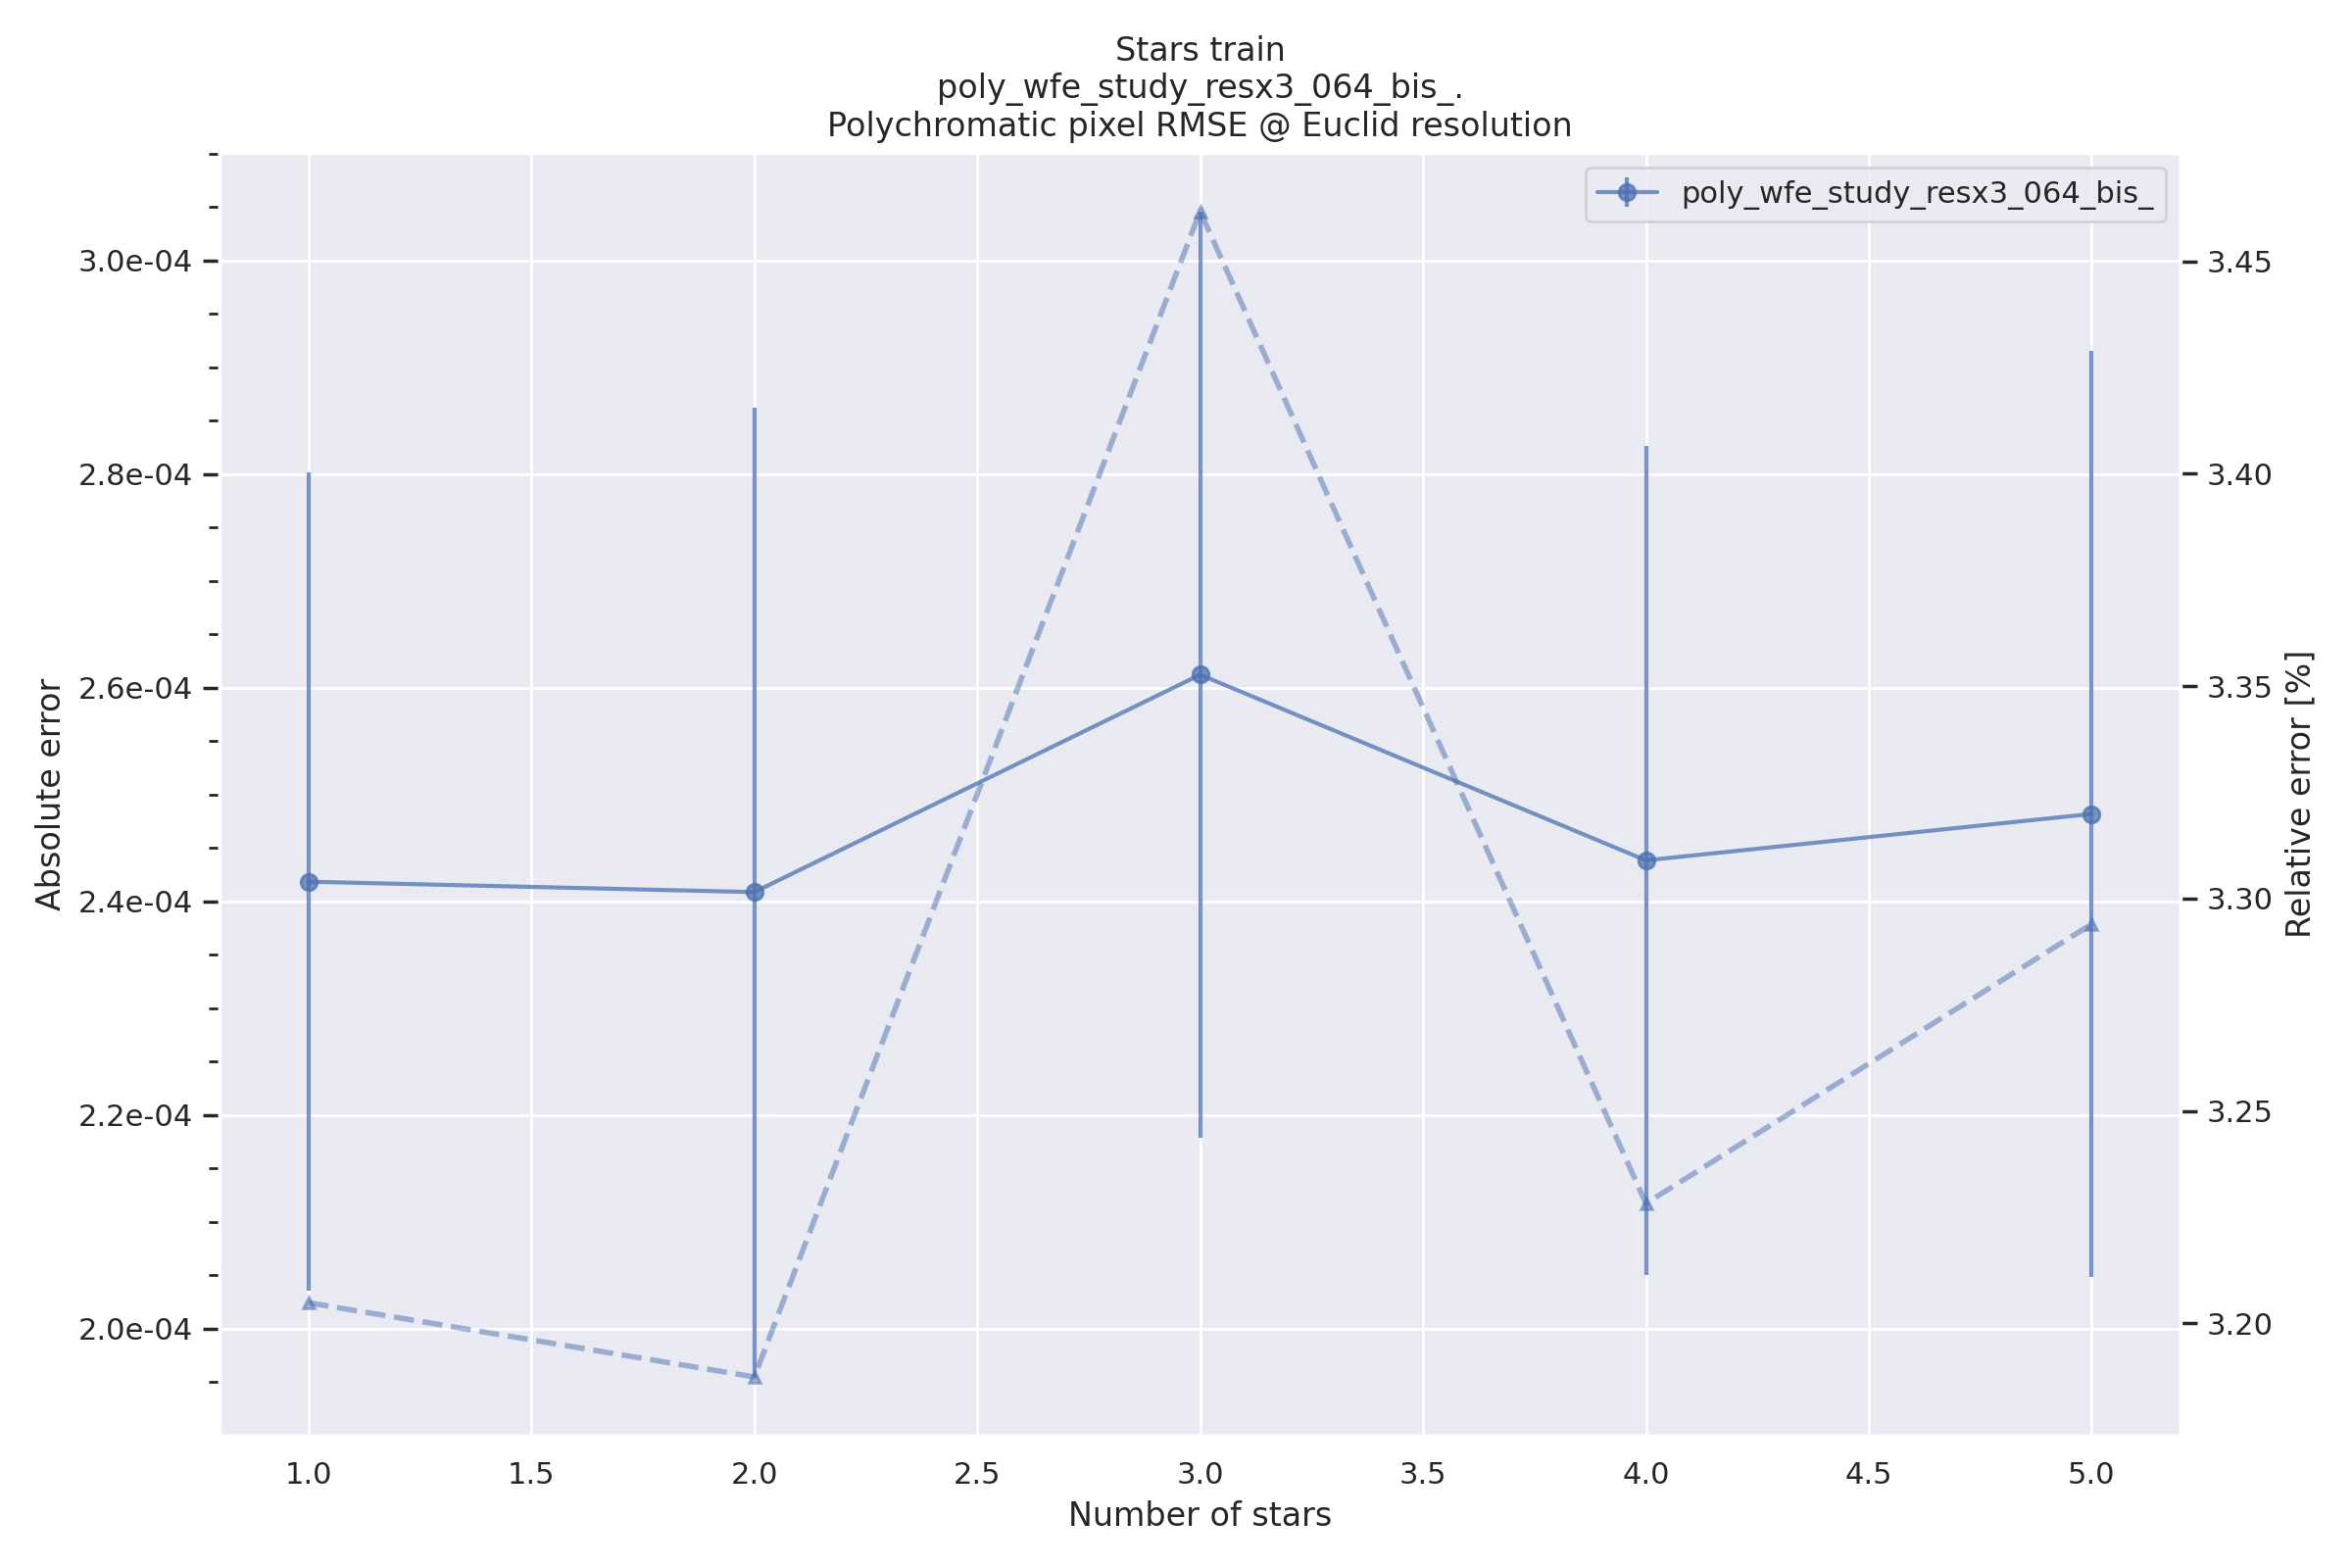 Stars train
poly_wfe_study_resx3_064_bis_.
Polychromatic pixel RMSE @ Euclid resolution
poly_wfe_study_resx3_064_bis_
Absolute error
3.0e-04
2.8e-04
2.6e-04
2.4e-04
2.2e-04
2.0e-04
3.45
3.40
3.35
3.30
3.25
3.20
Relative error [%]
1.0 1.5 2.0 2.5 3.0 3.5 4.0 4.5 5.0
Number of stars